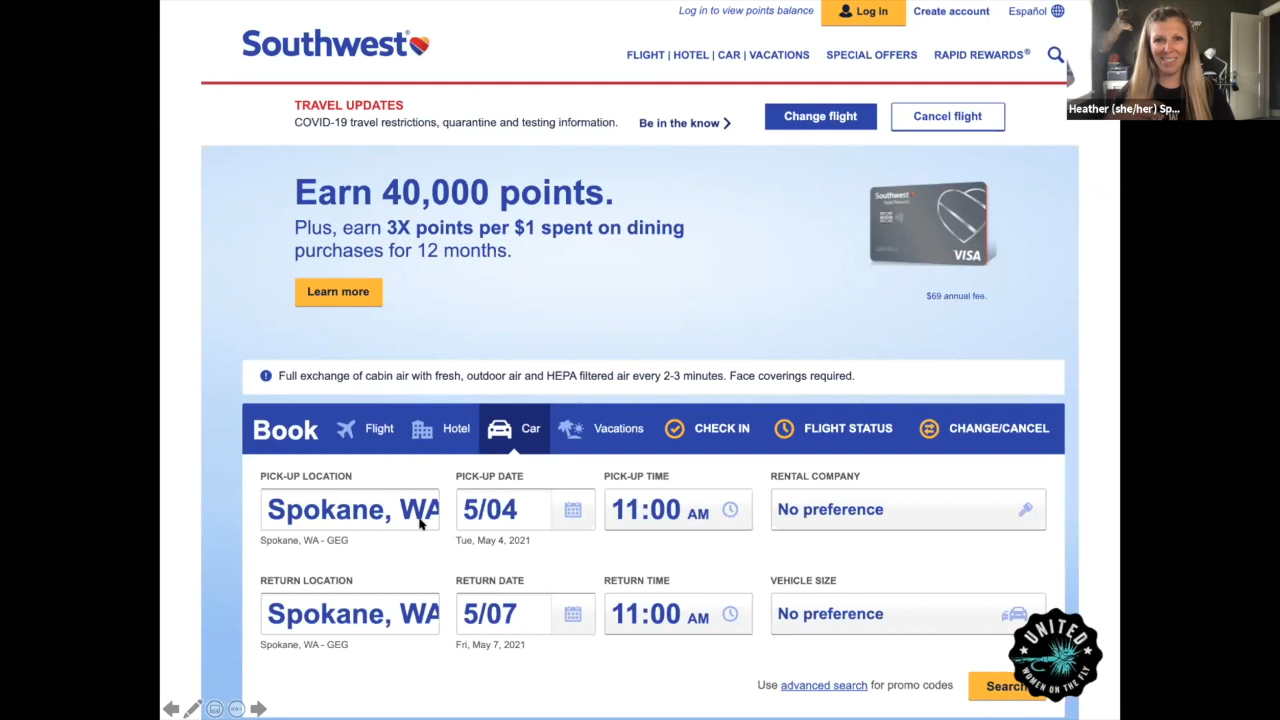 Log in to view points balance
Log in
Create account
Español
Southwest®
FLIGHT | HOTEL | CAR | VACATIONS
SPECIAL OFFERS
RAPID REWARDS®
Heather (she/her) Sp...
TRAVEL UPDATES
COVID-19 travel restrictions, quarantine and testing information.
Be in the know
Change flight
Cancel flight
Earn 40,000 points.
Plus, earn 3X points per $1 spent on dining
purchases for 12 months.
Learn more
Southwest
VISA
$69 annual fee.
Full exchange of cabin air with fresh, outdoor air and HEPA filtered air every 2-3 minutes. Face coverings required.
Book
Flight
Hotel
Car
Vacations
CHECK IN
FLIGHT STATUS
CHANGE/CANCEL
PICK-UP LOCATION
PICK-UP DATE
PICK-UP TIME
RENTAL COMPANY
Spokane, WA
5/04
11:00 AM
No preference
Spokane, WA - GEG
Tue, May 4, 2021
RETURN LOCATION
RETURN DATE
RETURN TIME
VEHICLE SIZE
Spokane, WA
5/07
11:00 AM
No preference
Spokane, WA - GEG
Fri, May 7, 2021
Use advanced search for promo codes
Search
UNITED
WOMEN ON THE FLY